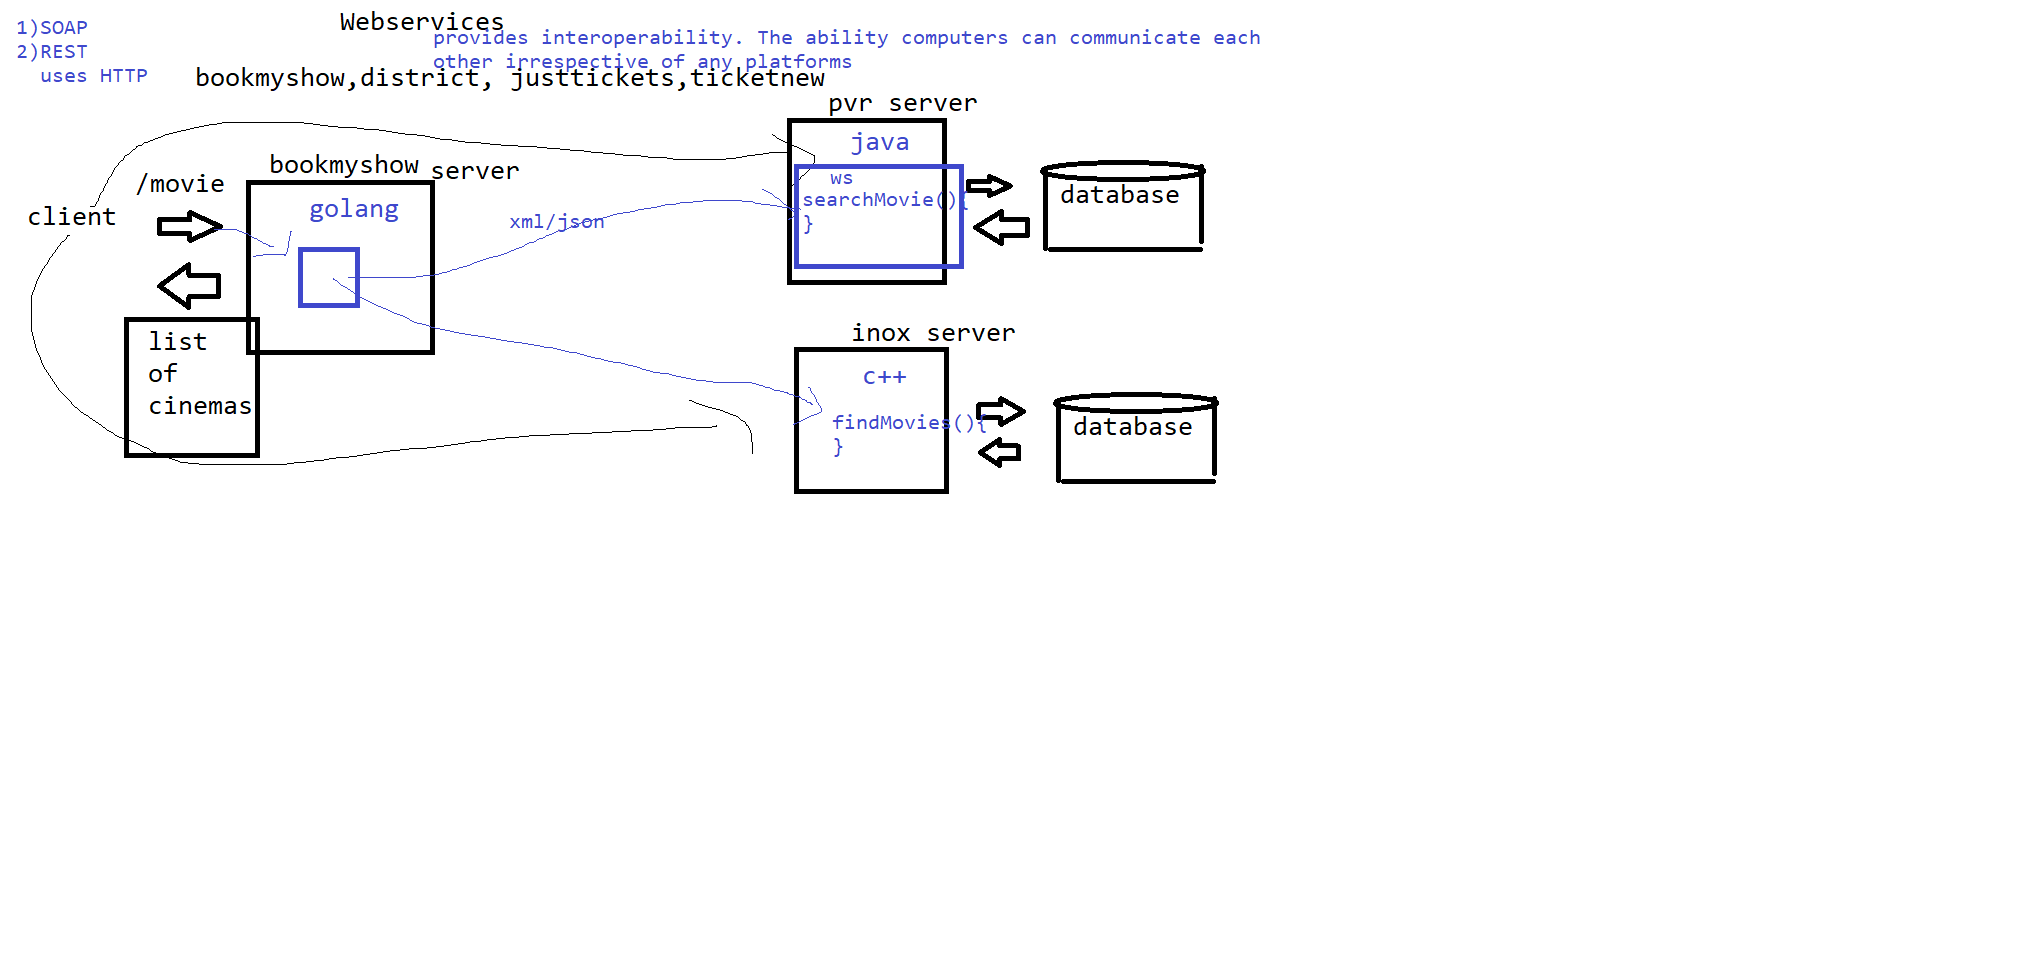 1)SOAP
2)REST
uses HTTP
Webservices
provides interoperability. The ability computers can communicate each
other irrespective of any platforms
bookmyshow,district, justtickets,ticketnew
pvr server
java
ws
searchMovie(){
}
database
bookmyshow server
/movie
client
golang
xml/json
list
of
cinemas
inox server
c++
findMovies(){
}
database